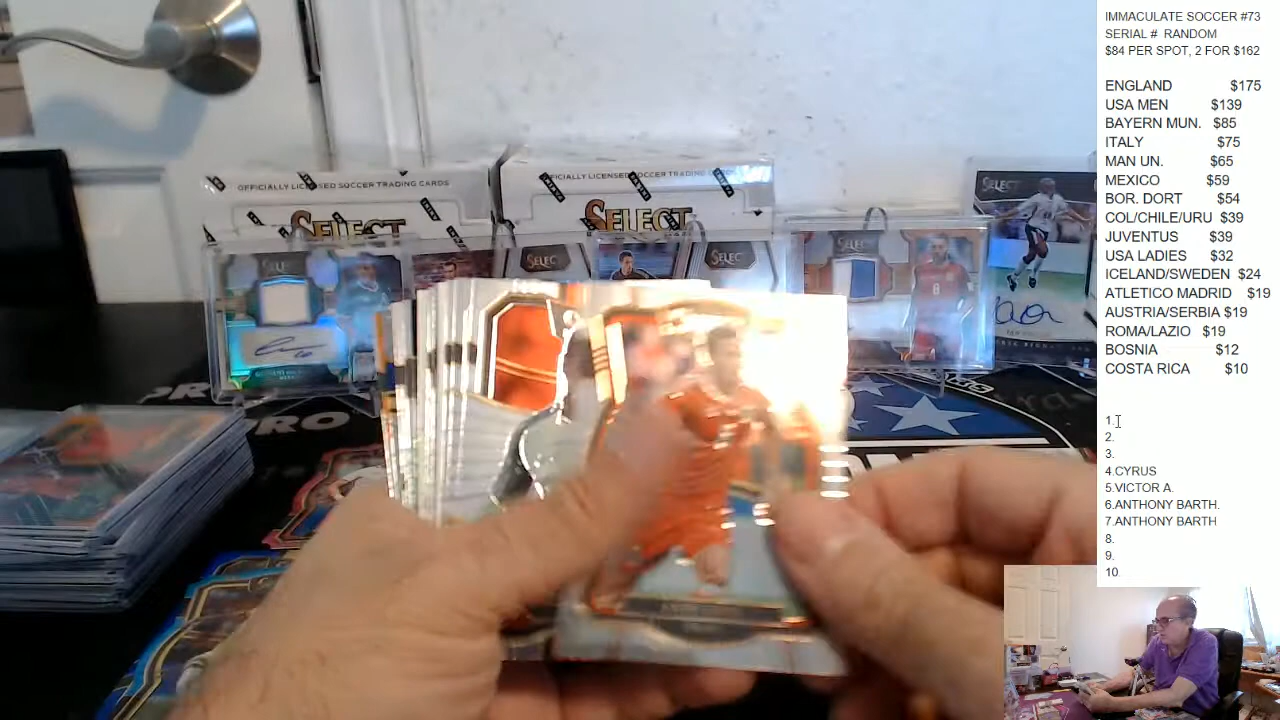 IMMACULATE SOCCER #73
SERIAL # RANDOM
$84 PER SPOT, 2 FOR $162
ENGLAND $175
USA MEN $139
BAYERN MUN. $85
ITALY $75
MAN UN. $65
MEXICO $59
BOR. DORT $54
COL/CHILE/URU $39
JUVENTUS $39
USA LADIES $32
ICELAND/SWEDEN $24
ATLETICO MADRID $19
AUSTRIA/SERBIA $19
ROMA/LAZIO $19
BOSNIA $12
COSTA RICA $10
1.
2.
3.
4.CYRUS
5.VICTOR A.
6.ANTHONY BARTH.
7.ANTHONY BARTH
8.
9.
10.
OFFICIALLY LICENSED SOCCER TRADING CARDS
OFFICIALLY LICENSED SOCCER TRADING CARDS
SELECT
SELECT
SELECT
SELECT
SELECT
SELECT
SELECT
8
PRO